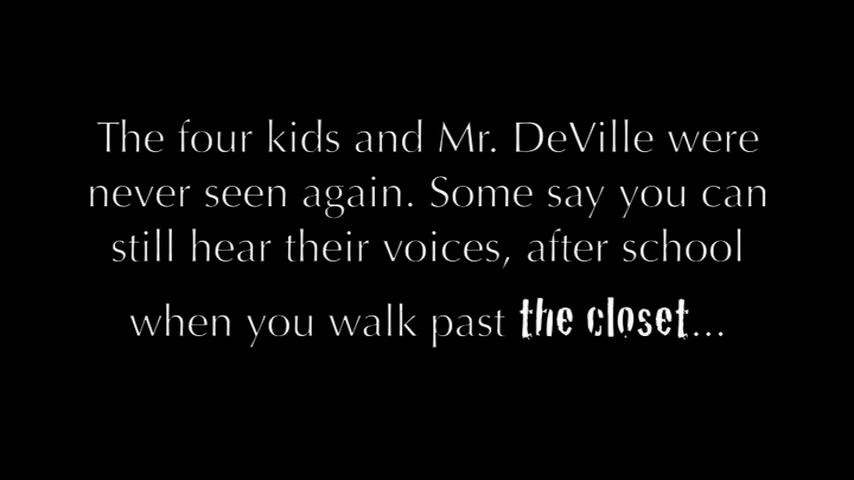 The four kids and Mr. DeVille were
never seen again. Some say you can
still hear their voices, after school
when you walk past the closet...